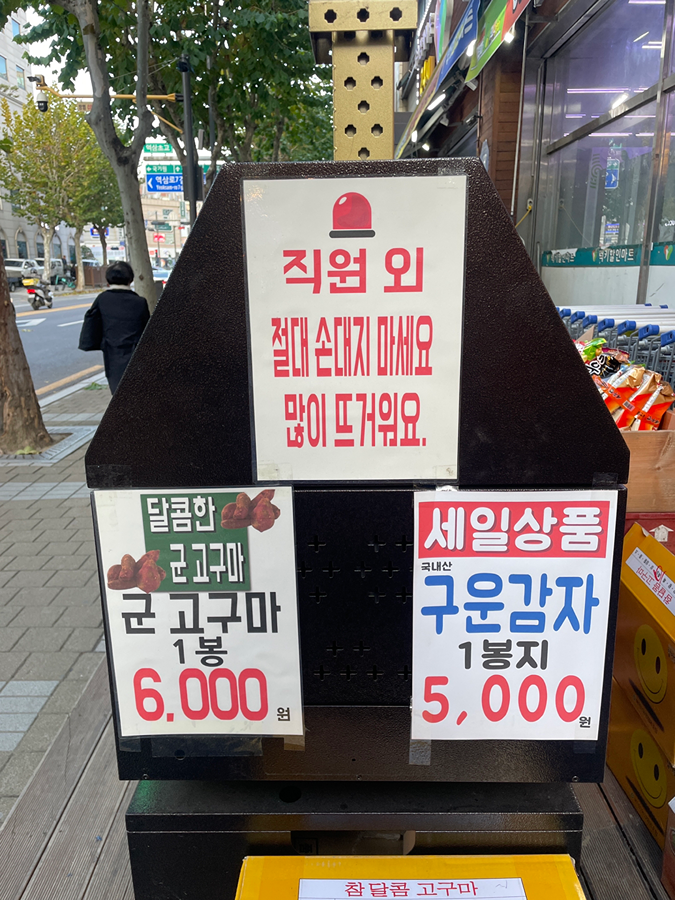 직원 외
절대 손대지 마세요
많이 뜨거워요.
달콤한
군고구마
군 고구마
1봉
6,000원
세일상품
국내산
구운감자
1봉지
5,000원
참 달콤 고구마